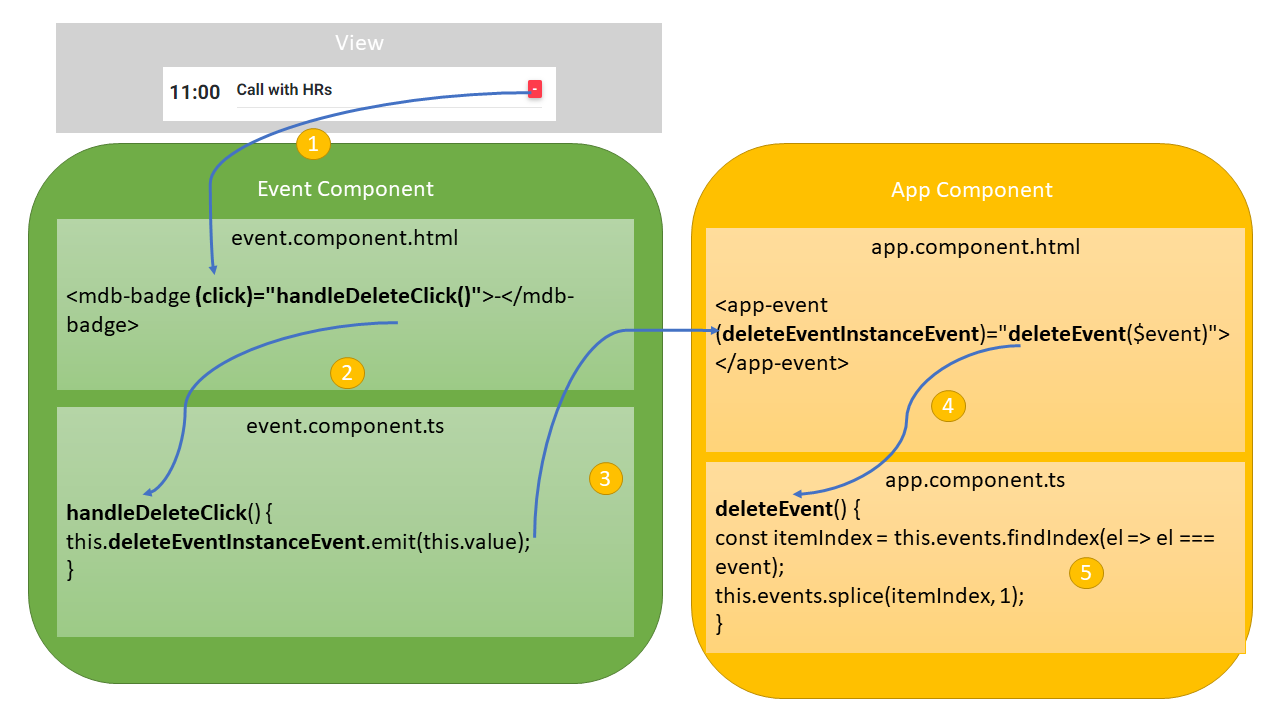 View
11:00 Call with HRs -
1
Event Component
event.component.html
<mdb-badge (click)="handleDeleteClick()">-</mdb-
badge>
2
event.component.ts
handleDeleteClick() {
this.deleteEventInstanceEvent.emit(this.value);
}
3
App Component
app.component.html
<app-event
(deleteEventInstanceEvent)="deleteEvent($event)">
</app-event>
4
app.component.ts
deleteEvent() {
const itemIndex = this.events.findIndex(el => el ===
event);
this.events.splice(itemIndex, 1);
}
5